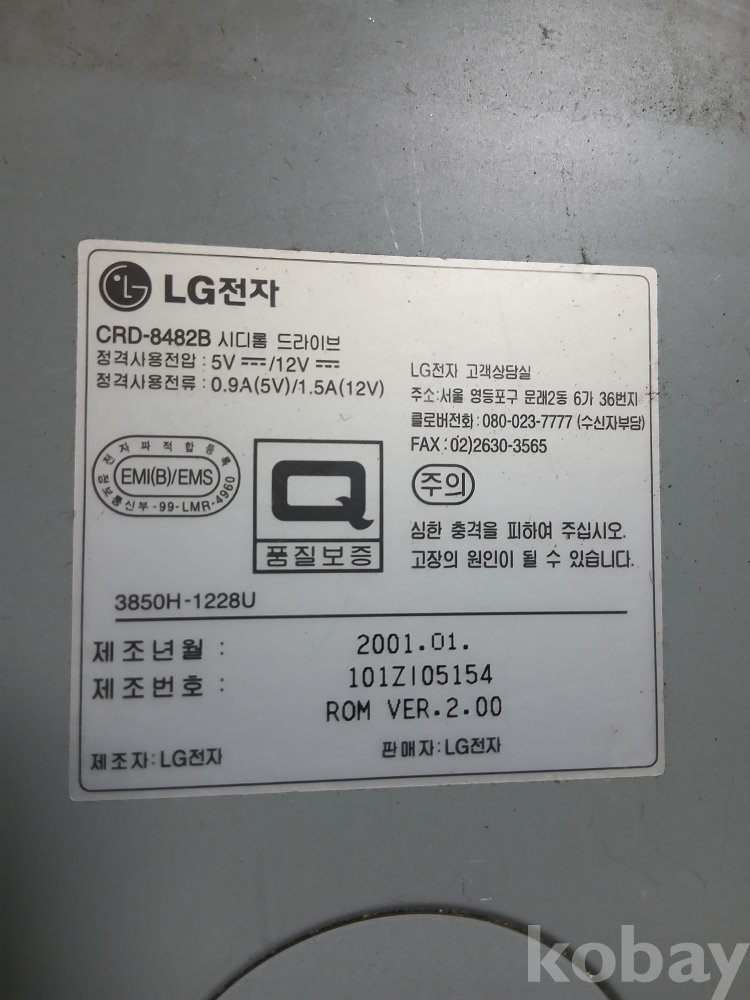 LG전자
CRD-8482B 시디롬 드라이브
정격사용전압 : 5V ⎓/12V ⎓
정격사용전류 : 0.9A(5V)/1.5A(12V)
LG전자 고객상담실
주소:서울 영등포구 문래2동 6가 36번지
클로버전화 : 080-023-7777 (수신자부담)
FAX : 02)2630-3565
전자파적합등록
EMI(B)/EMS
정보통신부-99-LMR-4960
품질보증
주의
심한 충격을 피하여 주십시오.
고장의 원인이 될 수 있습니다.
3850H-1228U
제조년월 : 2001.01.
제조번호 : 101ZI05154
ROM VER.2.00
제조자:LG전자
판매자:LG전자
kobay